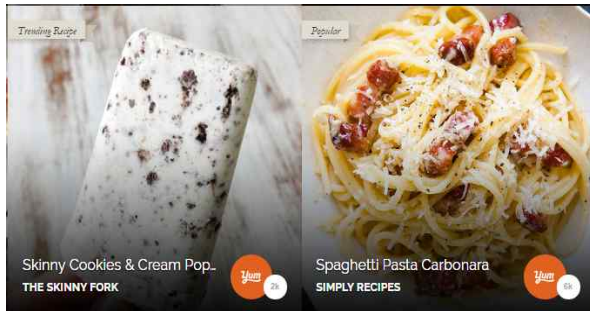 Trending Recipe
Skinny Cookies & Cream Pop...
THE SKINNY FORK
Yum
2k
Popular
Spaghetti Pasta Carbonara
SIMPLY RECIPES
Yum
6k